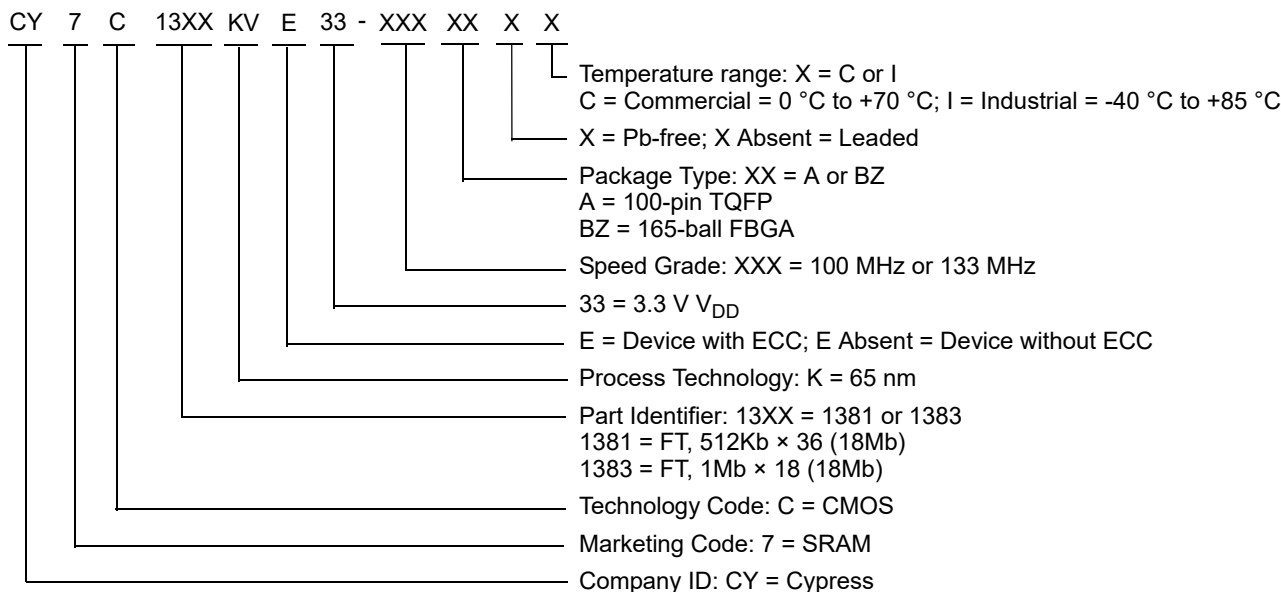 CY 7 C 13XX KV E 33 - XXX XX X X
Temperature range: X = C or I
C = Commercial = 0 °C to +70 °C; I = Industrial = -40 °C to +85 °C
X = Pb-free; X Absent = Leaded
Package Type: XX = A or BZ
A = 100-pin TQFP
BZ = 165-ball FBGA
Speed Grade: XXX = 100 MHz or 133 MHz
33 = 3.3 V VDD
E = Device with ECC; E Absent = Device without ECC
Process Technology: K = 65 nm
Part Identifier: 13XX = 1381 or 1383
1381 = FT, 512Kb × 36 (18Mb)
1383 = FT, 1Mb × 18 (18Mb)
Technology Code: C = CMOS
Marketing Code: 7 = SRAM
Company ID: CY = Cypress